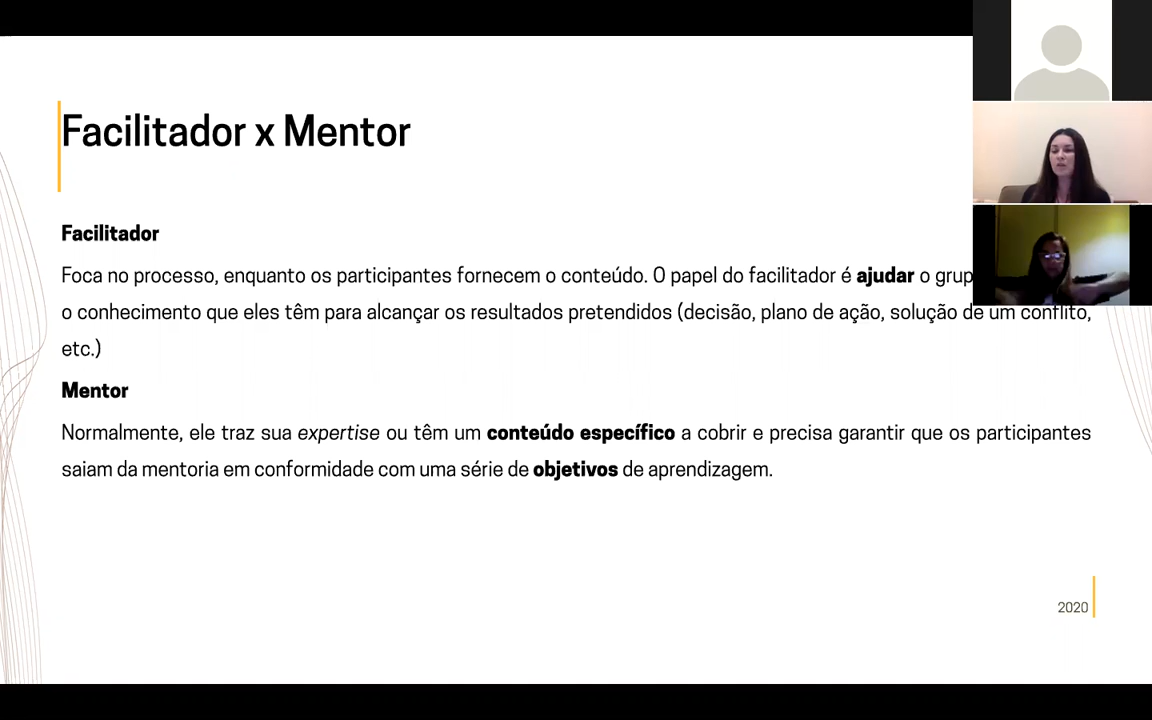 Facilitador x Mentor
Facilitador
Foca no processo, enquanto os participantes fornecem o conteúdo. O papel do facilitador é ajudar o
o conhecimento que eles têm para alcançar os resultados pretendidos (decisão, plano de ação, solução de um conflito,
etc.)
Mentor
Normalmente, ele traz sua expertise ou têm um conteúdo específico a cobrir e precisa garantir que os participantes
saiam da mentoria em conformidade com uma série de objetivos de aprendizagem.
2020